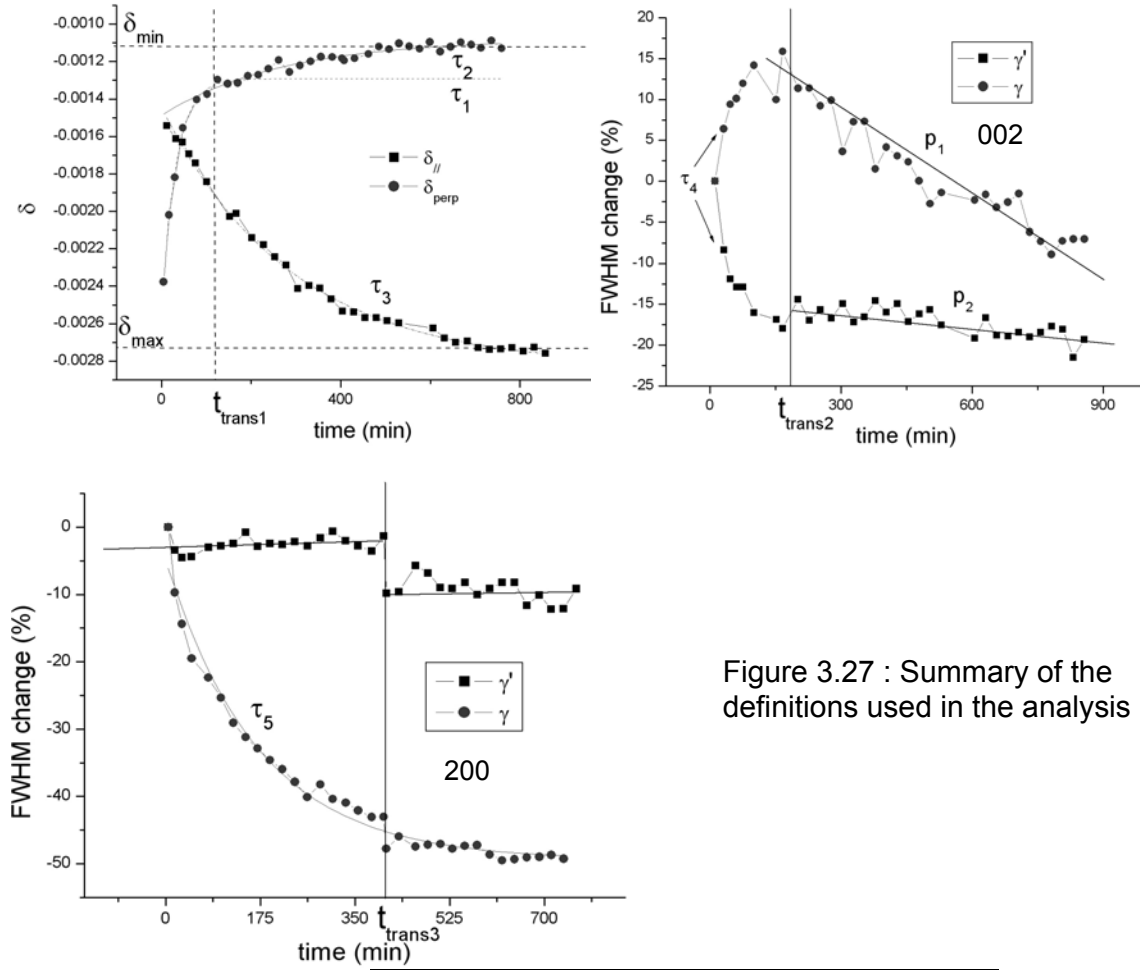 -0.0010
-0.0012
-0.0014
-0.0016
-0.0018
-0.0020
-0.0022
-0.0024
-0.0026
-0.0028
δ
δmin
δmax
τ2
τ1
τ3
δ//
δperp
0
400
800
ttrans1
time (min)
20
15
10
5
0
-5
-10
-15
-20
-25
FWHM change (%)
γ'
γ
002
p1
τ4
p2
0
300
600
900
ttrans2
time (min)
0
-10
-20
-30
-40
-50
FWHM change (%)
τ5
γ'
γ
200
0
175
350
525
700
ttrans3
time (min)
Figure 3.27 : Summary of the
definitions used in the analysis